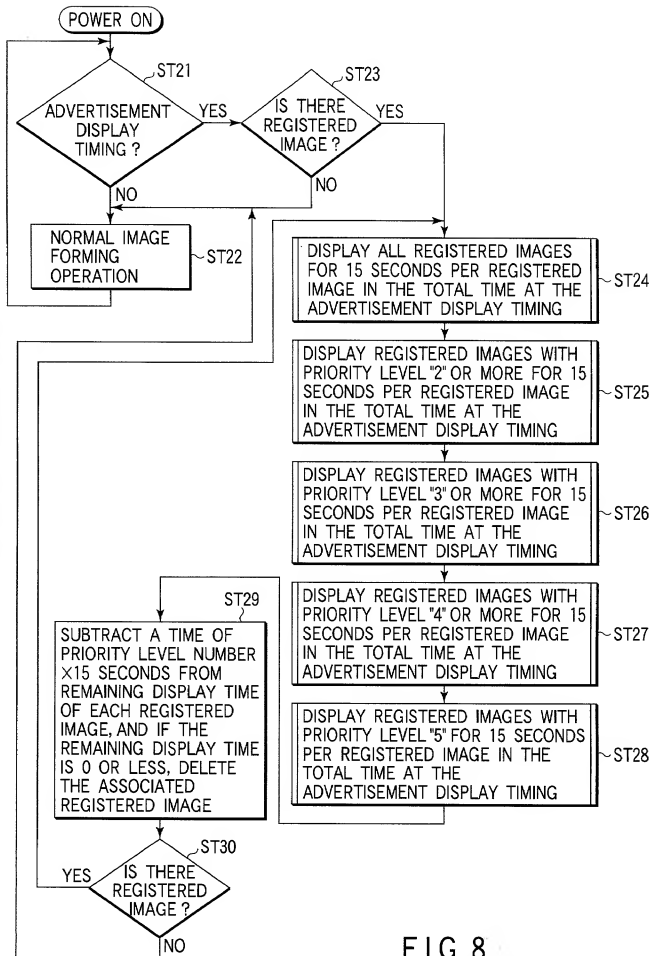 POWER ON
ST21
ADVERTISEMENT
DISPLAY
TIMING ?
YES
NO
ST23
IS THERE
REGISTERED
IMAGE ?
YES
NO
NORMAL IMAGE
FORMING
OPERATION
ST22
DISPLAY ALL REGISTERED IMAGES
FOR 15 SECONDS PER REGISTERED
IMAGE IN THE TOTAL TIME AT THE
ADVERTISEMENT DISPLAY TIMING
ST24
DISPLAY REGISTERED IMAGES WITH
PRIORITY LEVEL "2" OR MORE FOR 15
SECONDS PER REGISTERED IMAGE
IN THE TOTAL TIME AT THE
ADVERTISEMENT DISPLAY TIMING
ST25
DISPLAY REGISTERED IMAGES WITH
PRIORITY LEVEL "3" OR MORE FOR 15
SECONDS PER REGISTERED IMAGE
IN THE TOTAL TIME AT THE
ADVERTISEMENT DISPLAY TIMING
ST26
DISPLAY REGISTERED IMAGES WITH
PRIORITY LEVEL "4" OR MORE FOR 15
SECONDS PER REGISTERED IMAGE
IN THE TOTAL TIME AT THE
ADVERTISEMENT DISPLAY TIMING
ST27
DISPLAY REGISTERED IMAGES WITH
PRIORITY LEVEL "5" FOR 15 SECONDS
PER REGISTERED IMAGE IN THE
TOTAL TIME AT THE
ADVERTISEMENT DISPLAY TIMING
ST28
ST29
SUBTRACT A TIME OF
PRIORITY LEVEL NUMBER
×15 SECONDS FROM
REMAINING DISPLAY TIME
OF EACH REGISTERED
IMAGE, AND IF THE
REMAINING DISPLAY TIME
IS 0 OR LESS, DELETE
THE ASSOCIATED
REGISTERED IMAGE
ST30
YES
IS THERE
REGISTERED
IMAGE ?
NO
FIG. 8